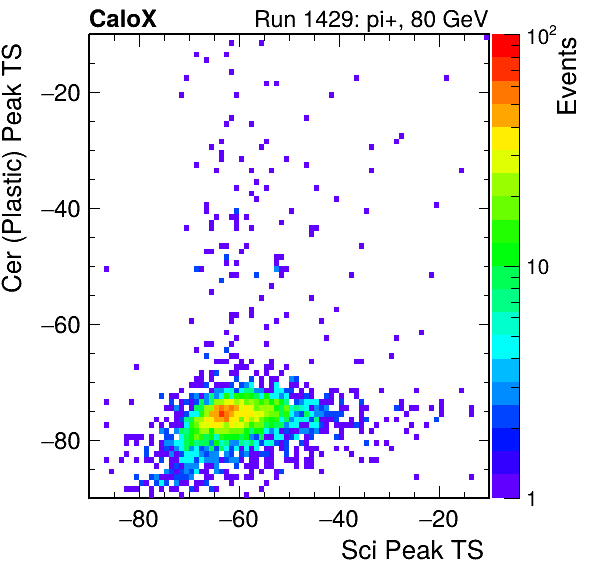 CaloX Run 1429: pi+, 80 GeV
Cer (Plastic) Peak TS
−20
−40
−60
−80
−80 −60 −40 −20
Sci Peak TS
10²
10
1
Events